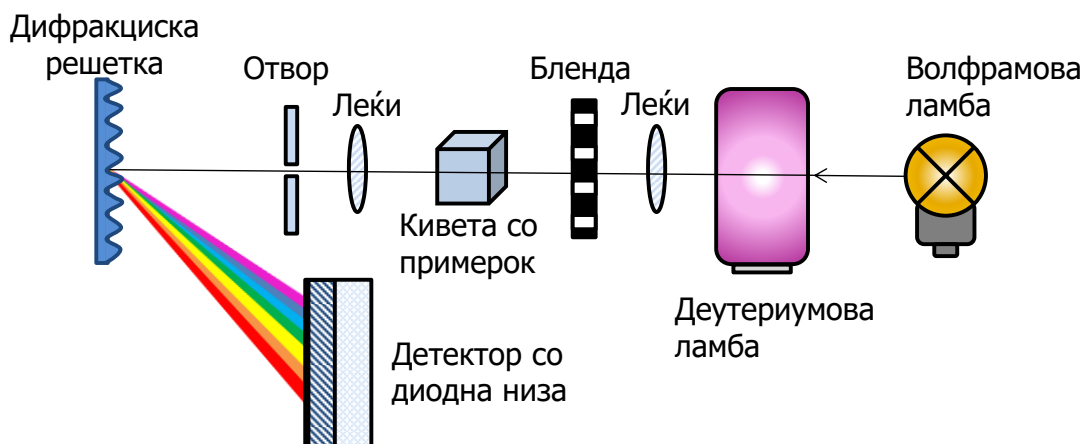 Дифракциска
решетка
Отвор
Леќи
Бленда
Леќи
Волфрамова
ламба
Кивета со
примерок
Деутериумова
ламба
Детектор со
диодна низа